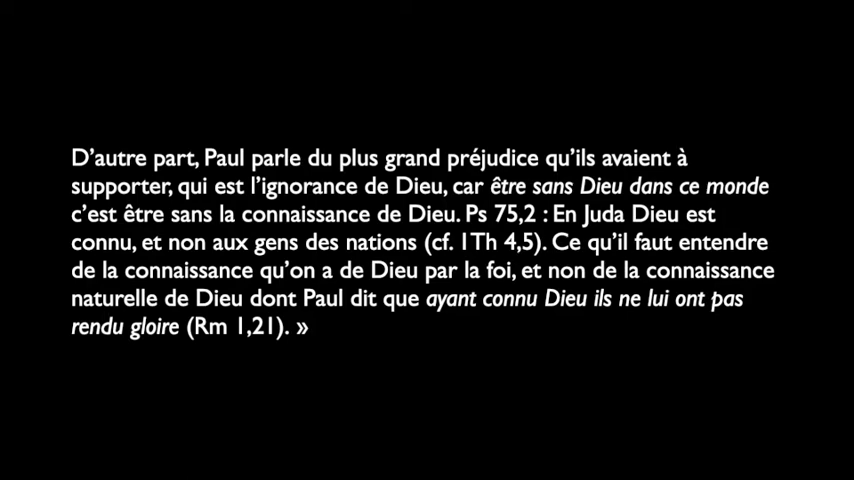 D’autre part, Paul parle du plus grand préjudice qu’ils avaient à
supporter, qui est l’ignorance de Dieu, car être sans Dieu dans ce monde
c’est être sans la connaissance de Dieu. Ps 75,2 : En Juda Dieu est
connu, et non aux gens des nations (cf. 1Th 4,5). Ce qu’il faut entendre
de la connaissance qu’on a de Dieu par la foi, et non de la connaissance
naturelle de Dieu dont Paul dit que ayant connu Dieu ils ne lui ont pas
rendu gloire (Rm 1,21). »